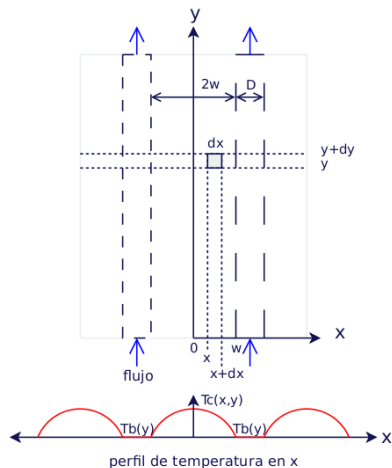 y
2w
D
dx
y+dy
y
x
0
w
x
x+dx
flujo
Tc(x,y)
Tb(y)
Tb(y)
x
perfil de temperatura en x